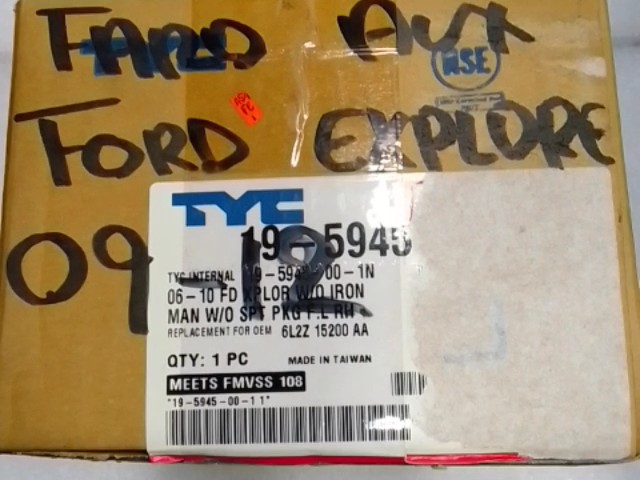 FARO AUX
NSE
FORD EXPLORE
TYC
19-5945
09-12
TYC INTERNAL 19-594 -00-1N
06-10 FD XPLOR W/O IRON
MAN W/O SPT PKG F.L RH
REPLACEMENT FOR OEM 6L2Z 15200 AA
QTY: 1 PC MADE IN TAIWAN
MEETS FMVSS 108
"19-5945-00-1 1"